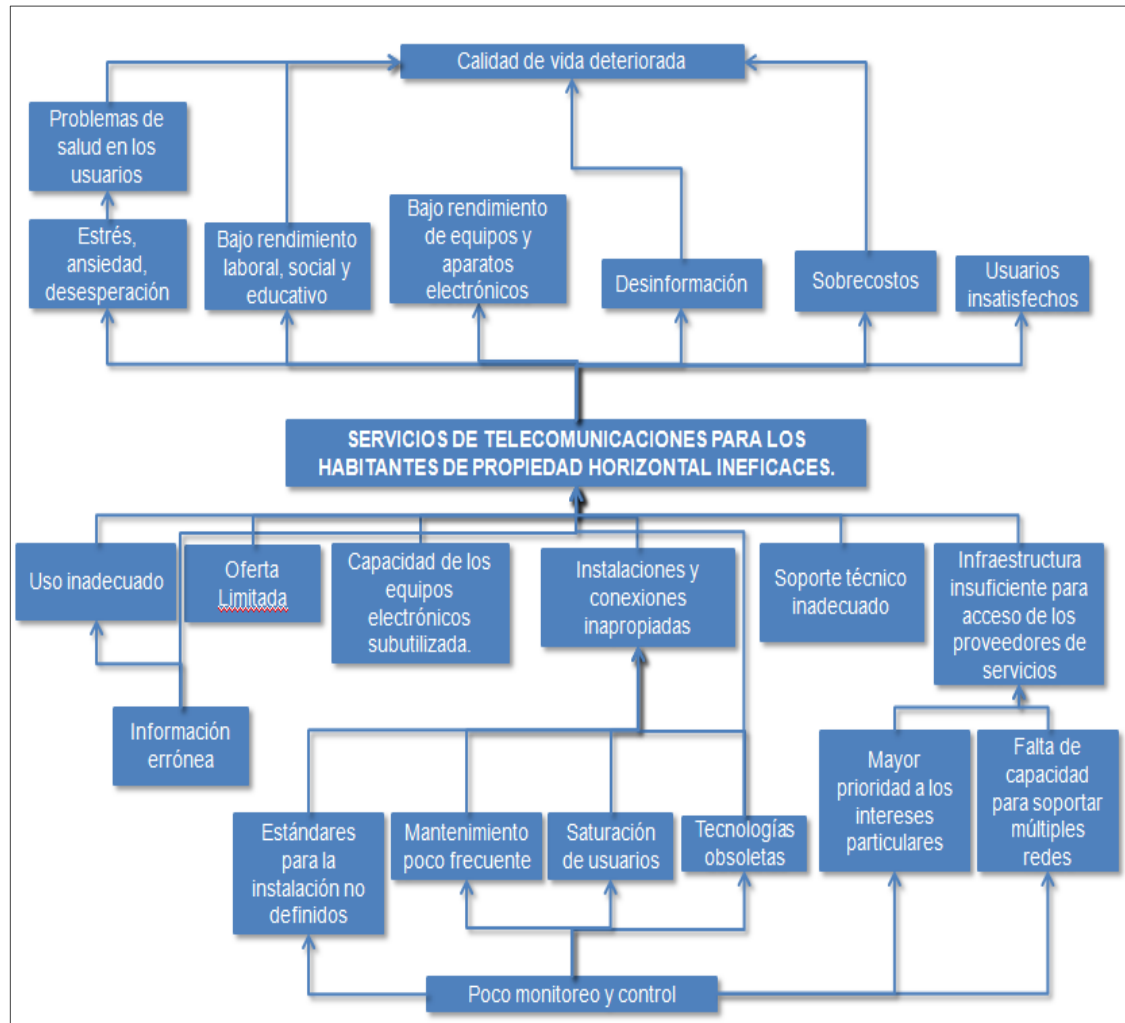 Calidad de vida deteriorada
Problemas de
salud en los
usuarios
Estrés,
ansiedad,
desesperación
Bajo rendimiento
laboral, social y
educativo
Bajo rendimiento
de equipos y
aparatos
electrónicos
Desinformación
Sobrecostos
Usuarios
insatisfechos
SERVICIOS DE TELECOMUNICACIONES PARA LOS
HABITANTES DE PROPIEDAD HORIZONTAL INEFICACES.
Uso inadecuado
Oferta
Limitada
Capacidad de los
equipos
electrónicos
subutilizada.
Instalaciones y
conexiones
inapropiadas
Soporte técnico
inadecuado
Infraestructura
insuficiente para
acceso de los
proveedores de
servicios
Información
errónea
Estándares
para la
instalación no
definidos
Mantenimiento
poco frecuente
Saturación
de usuarios
Tecnologías
obsoletas
Mayor
prioridad a los
intereses
particulares
Falta de
capacidad
para soportar
múltiples
redes
Poco monitoreo y control